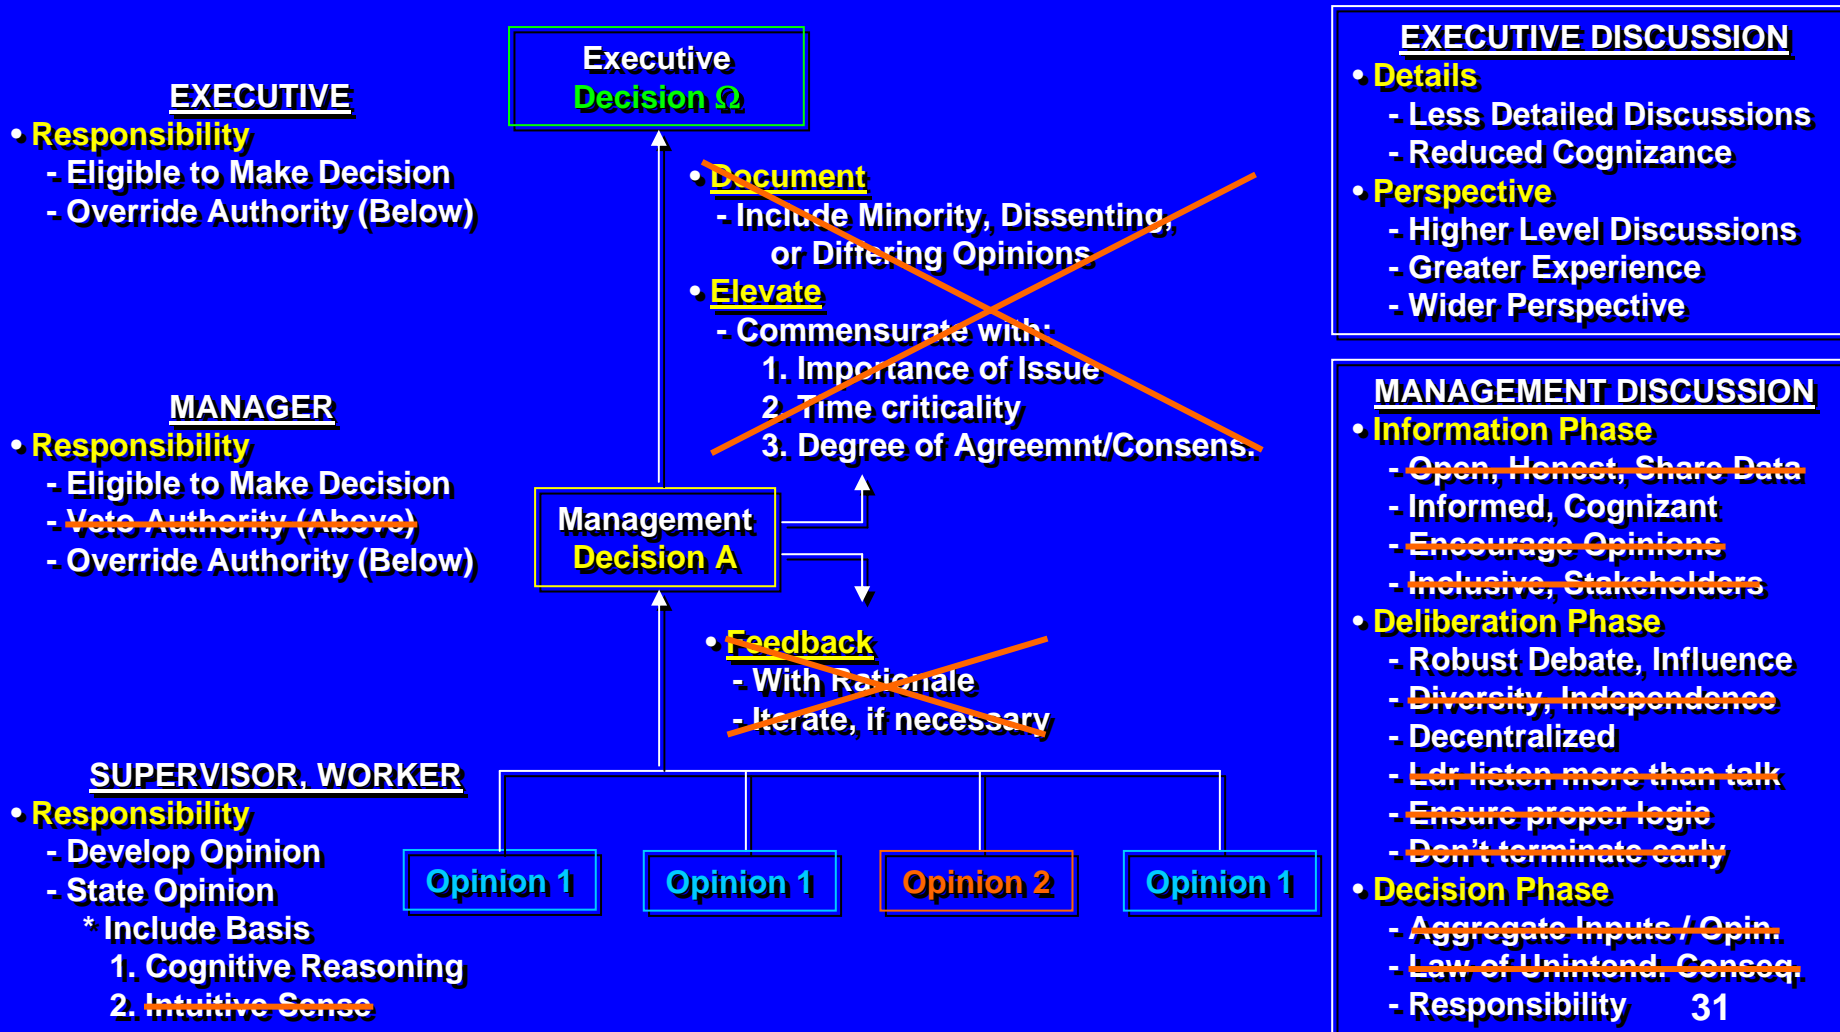 Executive
Decision Ω
EXECUTIVE
• Responsibility
- Eligible to Make Decision
- Override Authority (Below)
• Document
- Include Minority, Dissenting,
or Differing Opinions
• Elevate
- Commensurate with:
1. Importance of Issue
2. Time criticality
3. Degree of Agreemnt/Consens.
MANAGER
• Responsibility
- Eligible to Make Decision
- Veto Authority (Above)
- Override Authority (Below)
Management
Decision A
• Feedback
- With Rationale
- Iterate, if necessary
SUPERVISOR, WORKER
• Responsibility
- Develop Opinion
- State Opinion
* Include Basis
1. Cognitive Reasoning
2. Intuitive Sense
Opinion 1
Opinion 1
Opinion 2
Opinion 1
EXECUTIVE DISCUSSION
• Details
- Less Detailed Discussions
- Reduced Cognizance
• Perspective
- Higher Level Discussions
- Greater Experience
- Wider Perspective
MANAGEMENT DISCUSSION
• Information Phase
- Open, Honest, Share Data
- Informed, Cognizant
- Encourage Opinions
- Inclusive, Stakeholders
• Deliberation Phase
- Robust Debate, Influence
- Diversity, Independence
- Decentralized
- Ldr listen more than talk
- Ensure proper logic
- Don't terminate early
• Decision Phase
- Aggregate Inputs / Opin.
- Law of Unintend. Conseq.
- Responsibility
31